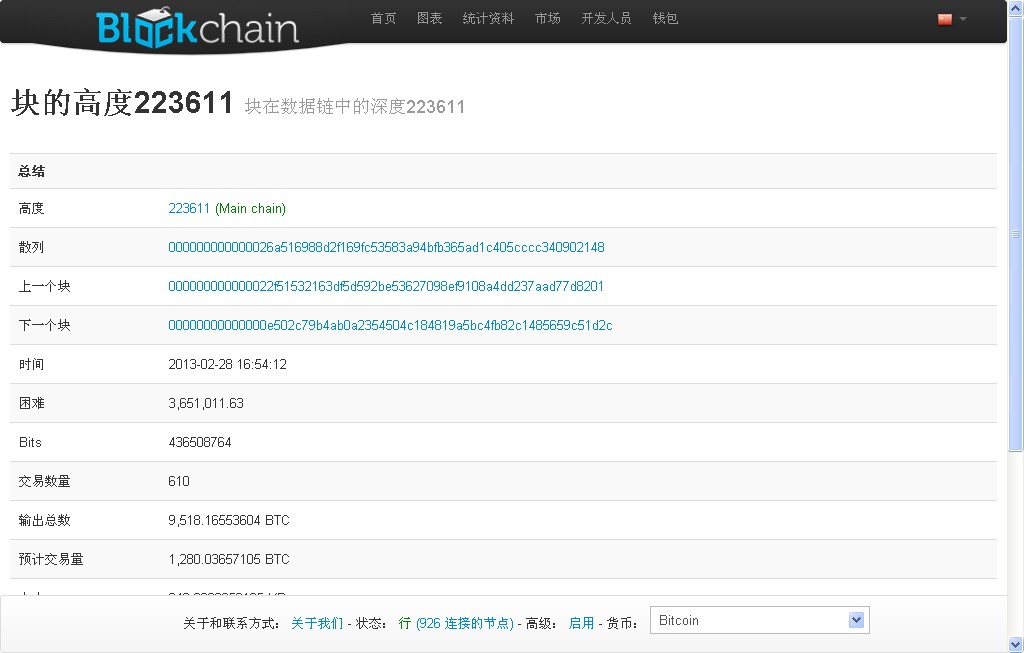 Blockchain 首页 图表 统计资料 市场 开发人员 钱包
块的高度223611 块在数据链中的深度223611
总结
高度 223611 (Main chain)
散列 000000000000026a516988d2f169fc53583a94bfb365ad1c405cccc340902148
上一个块 000000000000022f51532163df5d592be53627098ef9108a4dd237aad77d8201
下一个块 00000000000000e502c79b4ab0a2354504c184819a5bc4fb82c1485659c51d2c
时间 2013-02-28 16:54:12
困难 3,651,011.63
Bits 436508764
交易数量 610
输出总数 9,518.16553604 BTC
预计交易量 1,280.03657105 BTC
关于和联系方式： 关于我们 - 状态： 行 (926 连接的节点) - 高级： 启用 - 货币： Bitcoin